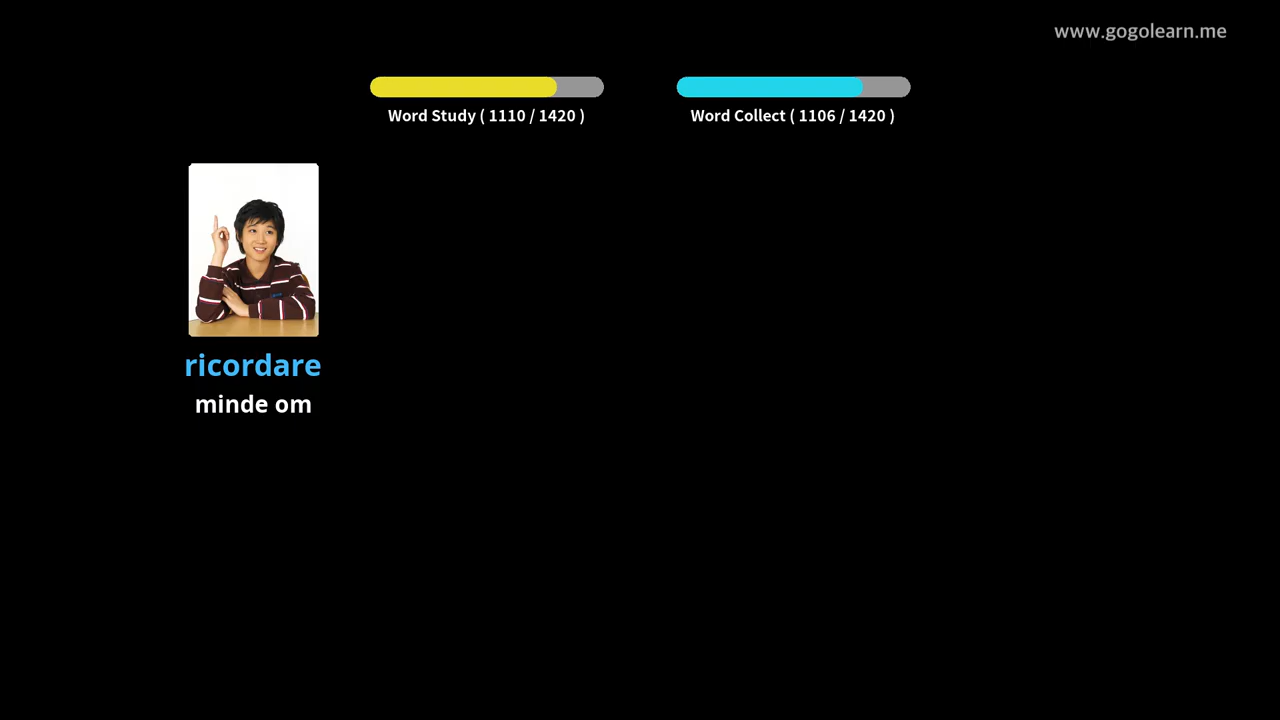 www.gogolearn.me
Word Study ( 1110 / 1420 )
Word Collect ( 1106 / 1420 )
ricordare
minde om